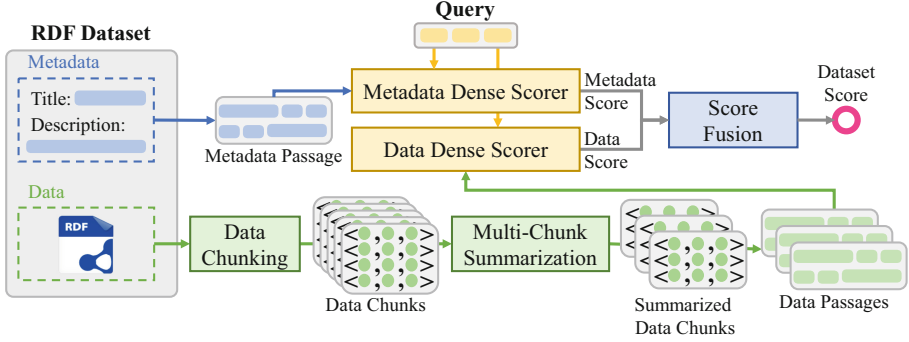 Query
RDF Dataset
Metadata
Title:
Description:
Metadata Passage
Metadata Dense Scorer
Data Dense Scorer
Metadata
Score
Data
Score
Score
Fusion
Dataset
Score
Data
RDF
Data
Chunking
< , , >
< , , >
< , , >
< , , >
Data Chunks
Multi-Chunk
Summarization
< , , >
< , , >
< , , >
Summarized
Data Chunks
Data Passages